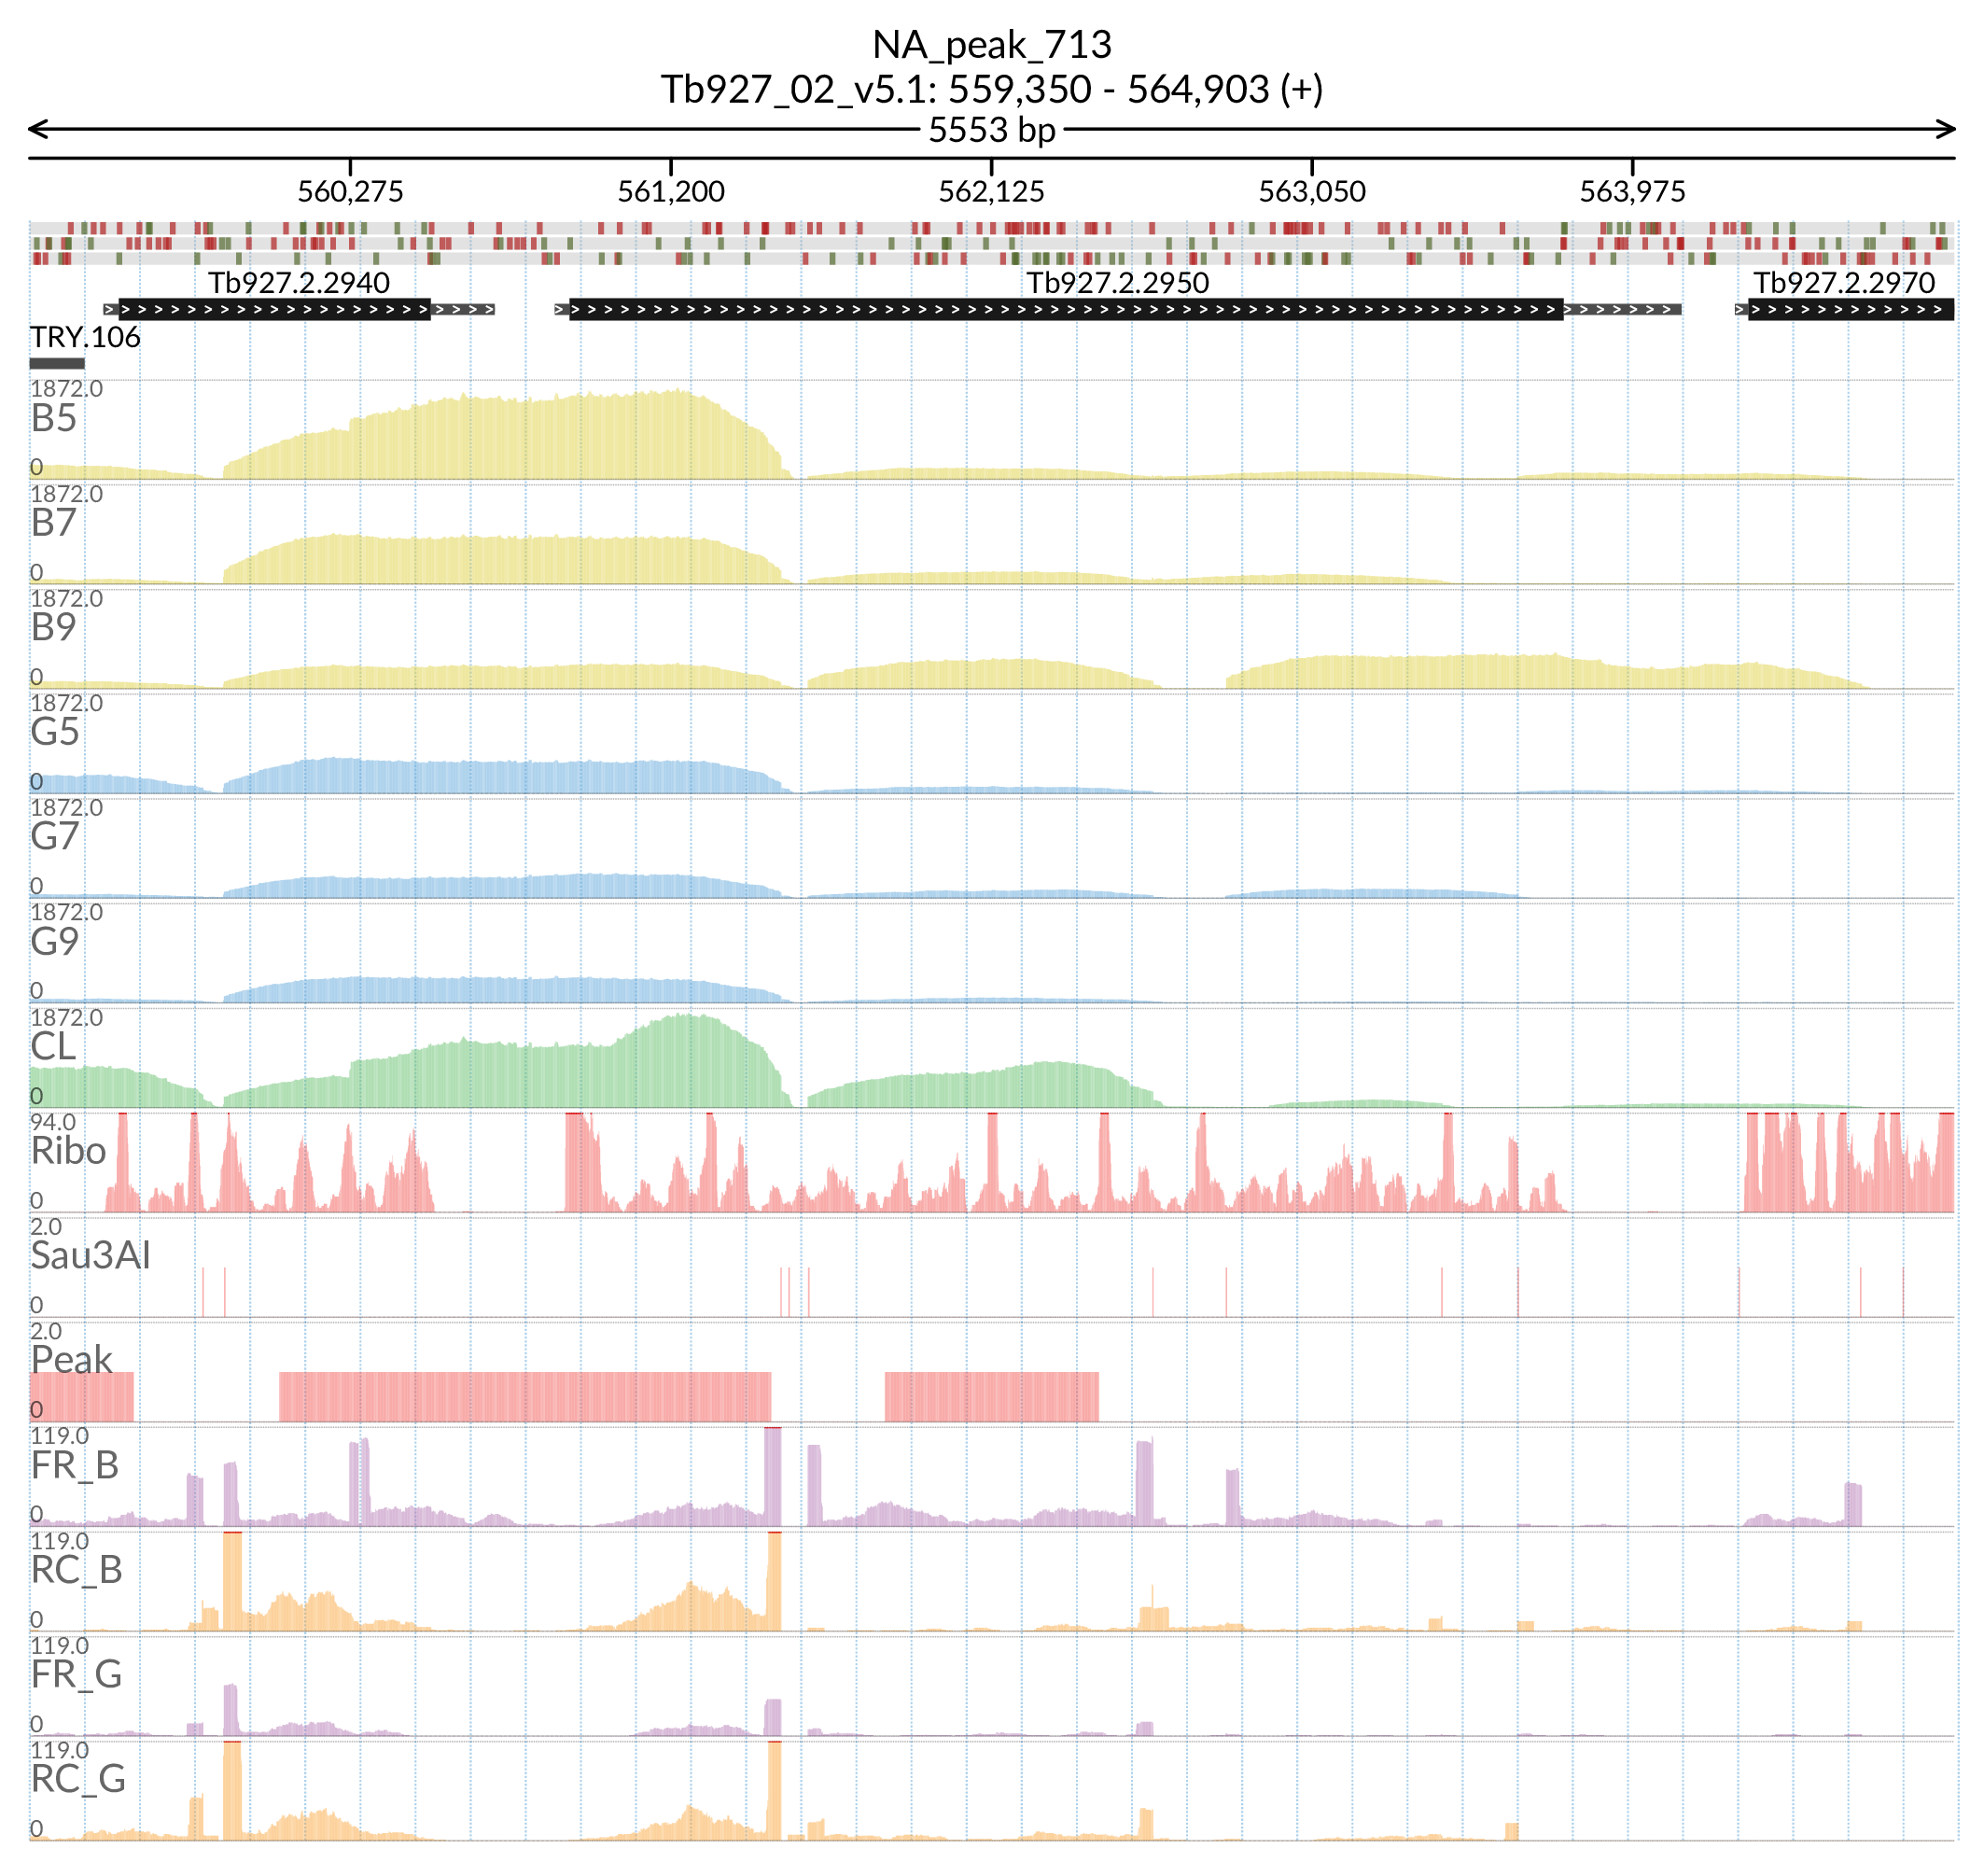 NA_peak_713
Tb927_02_v5.1: 559,350 - 564,903 (+)
5553 bp
560,275 561,200 562,125 563,050 563,975
Tb927.2.2940 Tb927.2.2950 Tb927.2.2970
TRY.106
1872.0
B5
0
1872.0
B7
0
1872.0
B9
0
1872.0
G5
0
1872.0
G7
0
1872.0
G9
0
1872.0
CL
0
94.0
Ribo
0
2.0
Sau3AI
0
2.0
Peak
0
119.0
FR_B
0
119.0
RC_B
0
119.0
FR_G
0
119.0
RC_G
0